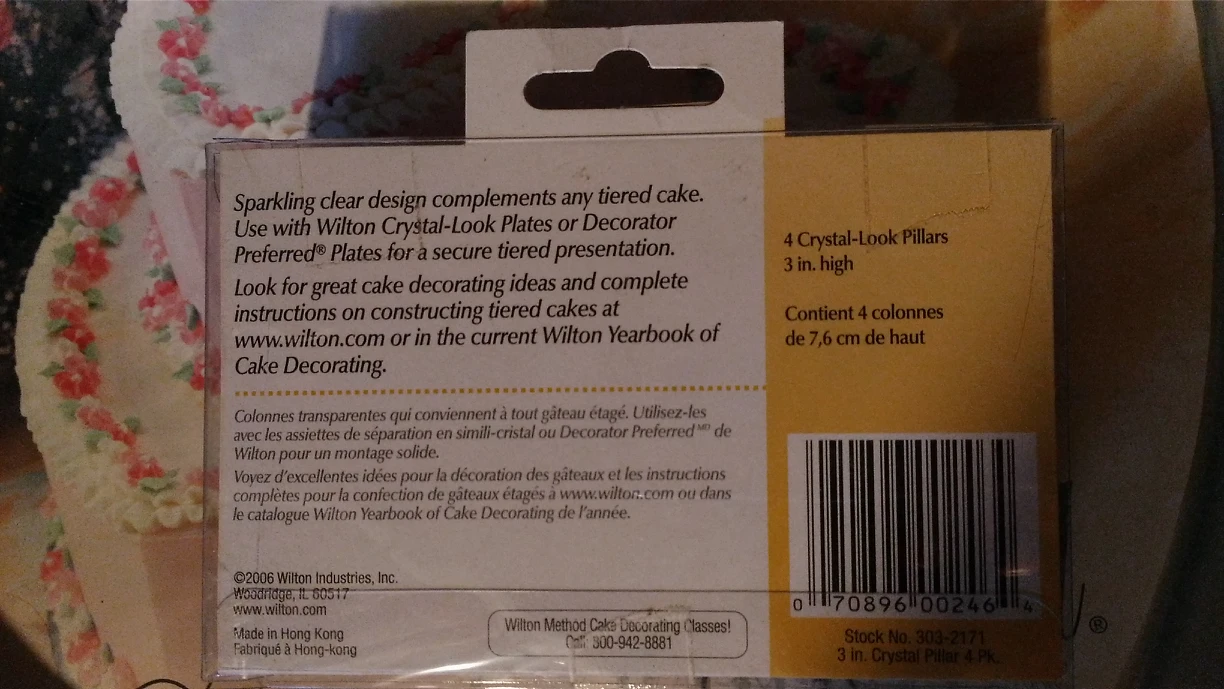 Sparkling clear design complements any tiered cake.
Use with Wilton Crystal-Look Plates or Decorator
Preferred® Plates for a secure tiered presentation.
Look for great cake decorating ideas and complete
instructions on constructing tiered cakes at
www.wilton.com or in the current Wilton Yearbook of
Cake Decorating.
Colonnes transparentes qui conviennent à tout gâteau étagé. Utilisez-les
avec les assiettes de séparation en simili-cristal ou Decorator Preferred MD de
Wilton pour un montage solide.
Voyez d'excellentes idées pour la décoration des gâteaux et les instructions
complètes pour la confection de gâteaux étagés à www.wilton.com ou dans
le catalogue Wilton Yearbook of Cake Decorating de l'année.
©2006 Wilton Industries, Inc.
Woodridge, IL 60517
www.wilton.com
Made in Hong Kong
Fabriqué à Hong-kong
Wilton Method Cake Decorating Classes!
Call: 800-942-8881
4 Crystal-Look Pillars
3 in. high
Contient 4 colonnes
de 7,6 cm de haut
0 70896 00246 4
Stock No. 303-2171
3 in. Crystal Pillar 4 Pk.
®